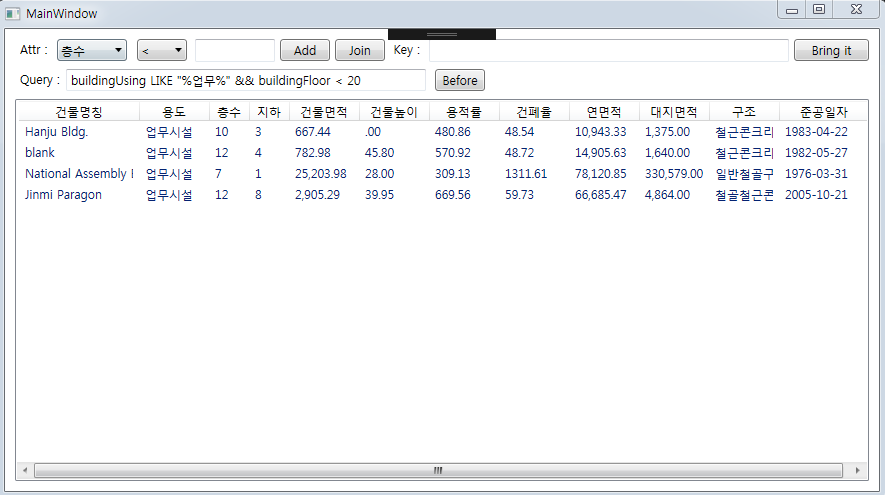 MainWindow
Attr : 층수 < Add Join Key : Bring it
Query : buildingUsing LIKE "%업무%" && buildingFloor < 20 Before
건물명칭 용도 층수 지하 건물면적 건물높이 용적률 건폐율 연면적 대지면적 구조 준공일자
Hanju Bldg. 업무시설 10 3 667.44 .00 480.86 48.54 10,943.33 1,375.00 철근콘크리 1983-04-22
blank 업무시설 12 4 782.98 45.80 570.92 48.72 14,905.63 1,640.00 철근콘크리 1982-05-27
National Assembly 업무시설 7 1 25,203.98 28.00 309.13 1311.61 78,120.85 330,579.00 일반철골구 1976-03-31
Jinmi Paragon 업무시설 12 8 2,905.29 39.95 669.56 59.73 66,685.47 4,864.00 철골철근콘 2005-10-21